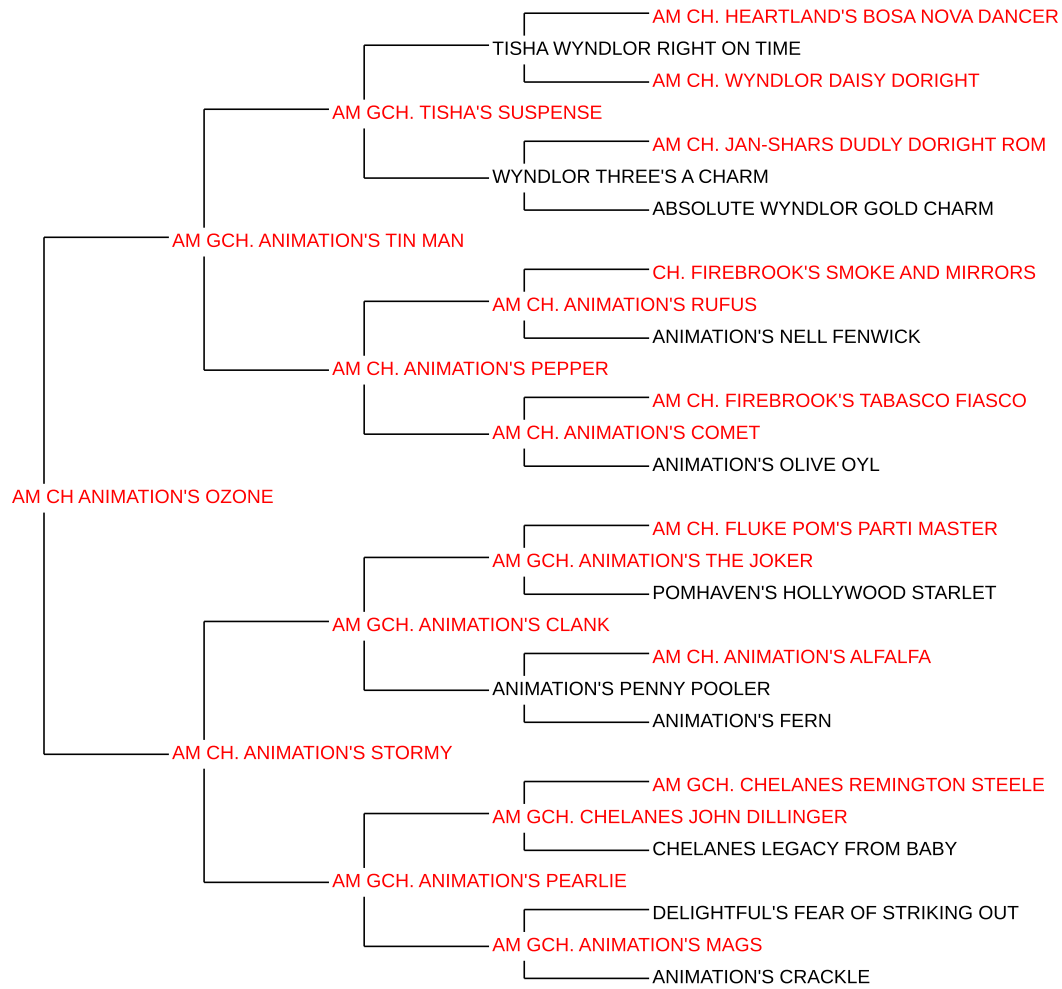 AM CH. HEARTLAND'S BOSA NOVA DANCER
TISHA WYNDLOR RIGHT ON TIME
AM CH. WYNDLOR DAISY DORIGHT
AM GCH. TISHA'S SUSPENSE
AM CH. JAN-SHARS DUDLY DORIGHT ROM
WYNDLOR THREE'S A CHARM
ABSOLUTE WYNDLOR GOLD CHARM
AM GCH. ANIMATION'S TIN MAN
CH. FIREBROOK'S SMOKE AND MIRRORS
AM CH. ANIMATION'S RUFUS
ANIMATION'S NELL FENWICK
AM CH. ANIMATION'S PEPPER
AM CH. FIREBROOK'S TABASCO FIASCO
AM CH. ANIMATION'S COMET
ANIMATION'S OLIVE OYL
AM CH ANIMATION'S OZONE
AM CH. FLUKE POM'S PARTI MASTER
AM GCH. ANIMATION'S THE JOKER
POMHAVEN'S HOLLYWOOD STARLET
AM GCH. ANIMATION'S CLANK
AM CH. ANIMATION'S ALFALFA
ANIMATION'S PENNY POOLER
ANIMATION'S FERN
AM CH. ANIMATION'S STORMY
AM GCH. CHELANES REMINGTON STEELE
AM GCH. CHELANES JOHN DILLINGER
CHELANES LEGACY FROM BABY
AM GCH. ANIMATION'S PEARLIE
DELIGHTFUL'S FEAR OF STRIKING OUT
AM GCH. ANIMATION'S MAGS
ANIMATION'S CRACKLE